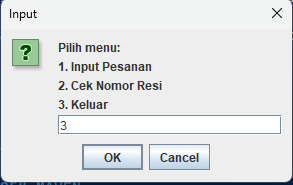 Input
Pilih menu:
1. Input Pesanan
2. Cek Nomor Resi
3. Keluar
3
OK
Cancel